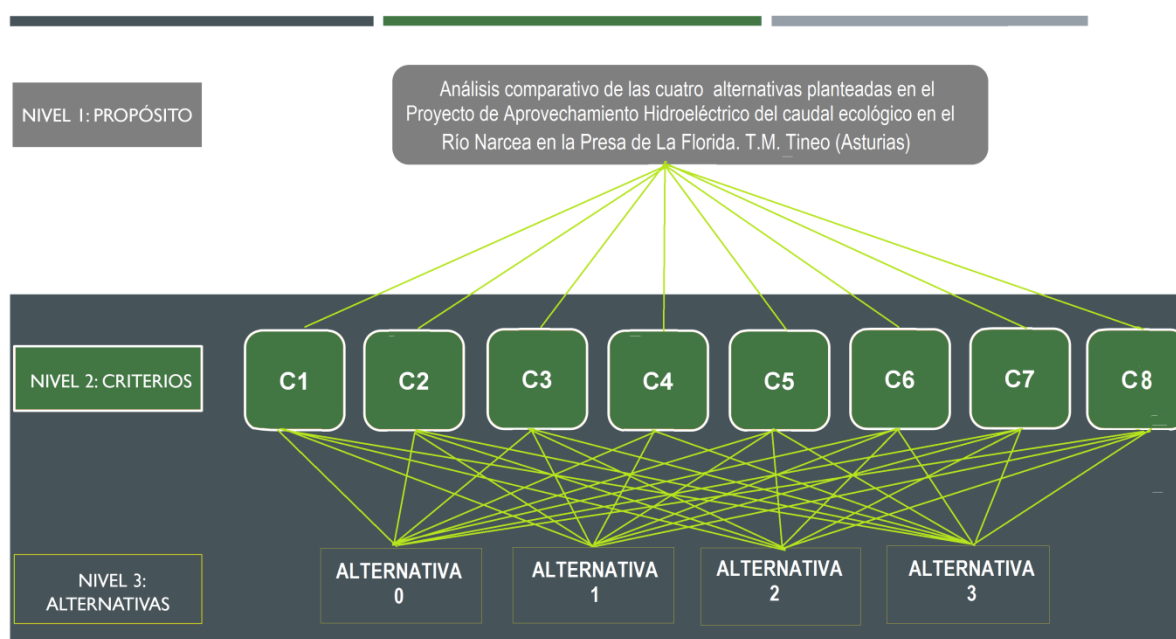 NIVEL 1: PROPÓSITO
Análisis comparativo de las cuatro alternativas planteadas en el
Proyecto de Aprovechamiento Hidroeléctrico del caudal ecológico en el
Río Narcea en la Presa de La Florida. T.M. Tineo (Asturias)
NIVEL 2: CRITERIOS
C1
C2
C3
C4
C5
C6
C7
C8
NIVEL 3:
ALTERNATIVAS
ALTERNATIVA
0
ALTERNATIVA
1
ALTERNATIVA
2
ALTERNATIVA
3